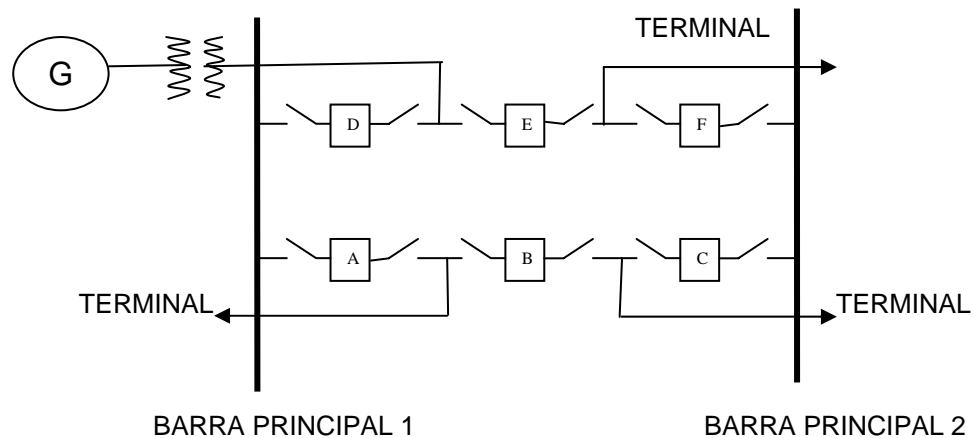 TERMINAL
G
D
E
F
A
B
C
TERMINAL
TERMINAL
BARRA PRINCIPAL 1
BARRA PRINCIPAL 2